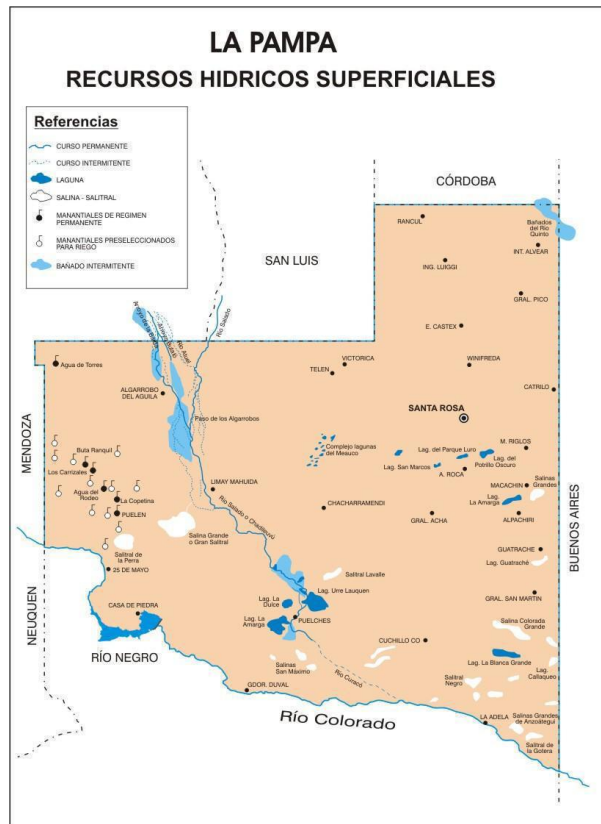 LA PAMPA
RECURSOS HIDRICOS SUPERFICIALES
Referencias
CURSO PERMANENTE
CURSO INTERMITENTE
LAGUNA
SALINA - SALITRAL
MANANTIALES DE REGIMEN
PERMANENTE
MANANTIALES PRESELECCIONADOS
PARA RIEGO
BAÑADO INTERMITENTE
CÓRDOBA
SAN LUIS
RANCUL
Bañados
del Río
Quinto
INT. ALVEAR
ING. LUIGGI
GRAL. PICO
E. CASTEX
Arroyo de la Barda
Arroyo Butaló
Río Atuel
Río Salado
Agua de Torres
VICTORICA
TELEN
WINIFREDA
CATRILO
ALGARROBO
DEL AGUILA
SANTA ROSA
Paso de los Algarrobos
MENDOZA
Buta Ranquil
Los Carrizales
Agua del
Rodeo
La Copetina
PUELEN
Complejo lagunas
del Meauco
Lag. del Parque Luro
M. RIGLOS
Lag. del
Potrillo Oscuro
Lag. San Marcos
A. ROCA
MACACHIN
Salinas
Grandes
Lag.
La Amarga
LIMAY MAHUIDA
CHACHARRAMENDI
GRAL. ACHA
ALPACHIRI
BUENOS AIRES
Río Salado o Chadileuvú
Salina Grande
o Gran Salitral
Salitral de
la Perra
25 DE MAYO
GUATRACHE
Lag. Guatraché
Salitral Lavalle
Lag. Urre Lauquen
Lag. La
Dulce
GRAL. SAN MARTIN
NEUQUEN
CASA DE PIEDRA
Lag. La
Amarga
PUELCHES
Salina Colorada
Grande
CUCHILLO CO
RÍO NEGRO
Lag. La Blanca Grande
Salinas
San Máximo
Río Curacó
Lag.
Callaqueo
Salitral
Negro
GDOR. DUVAL
Río Colorado
LA ADELA
Salinas Grandes
de Anzoátegui
Salitral de
la Gotera